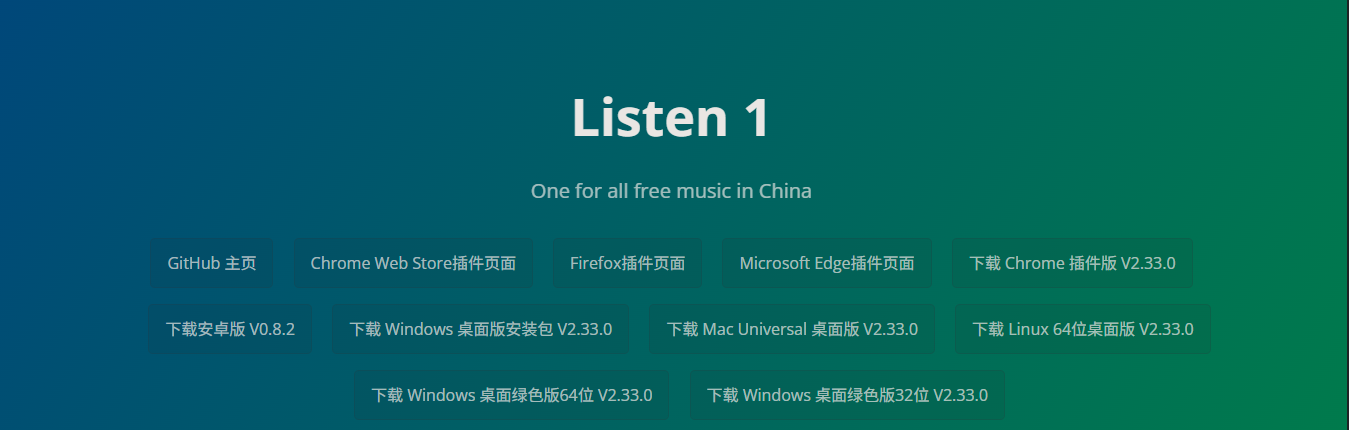 Listen 1
One for all free music in China
GitHub 主页 Chrome Web Store插件页面 Firefox插件页面 Microsoft Edge插件页面 下载 Chrome 插件版 V2.33.0
下载安卓版 V0.8.2 下载 Windows 桌面版安装包 V2.33.0 下载 Mac Universal 桌面版 V2.33.0 下载 Linux 64位桌面版 V2.33.0
下载 Windows 桌面绿色版64位 V2.33.0 下载 Windows 桌面绿色版32位 V2.33.0